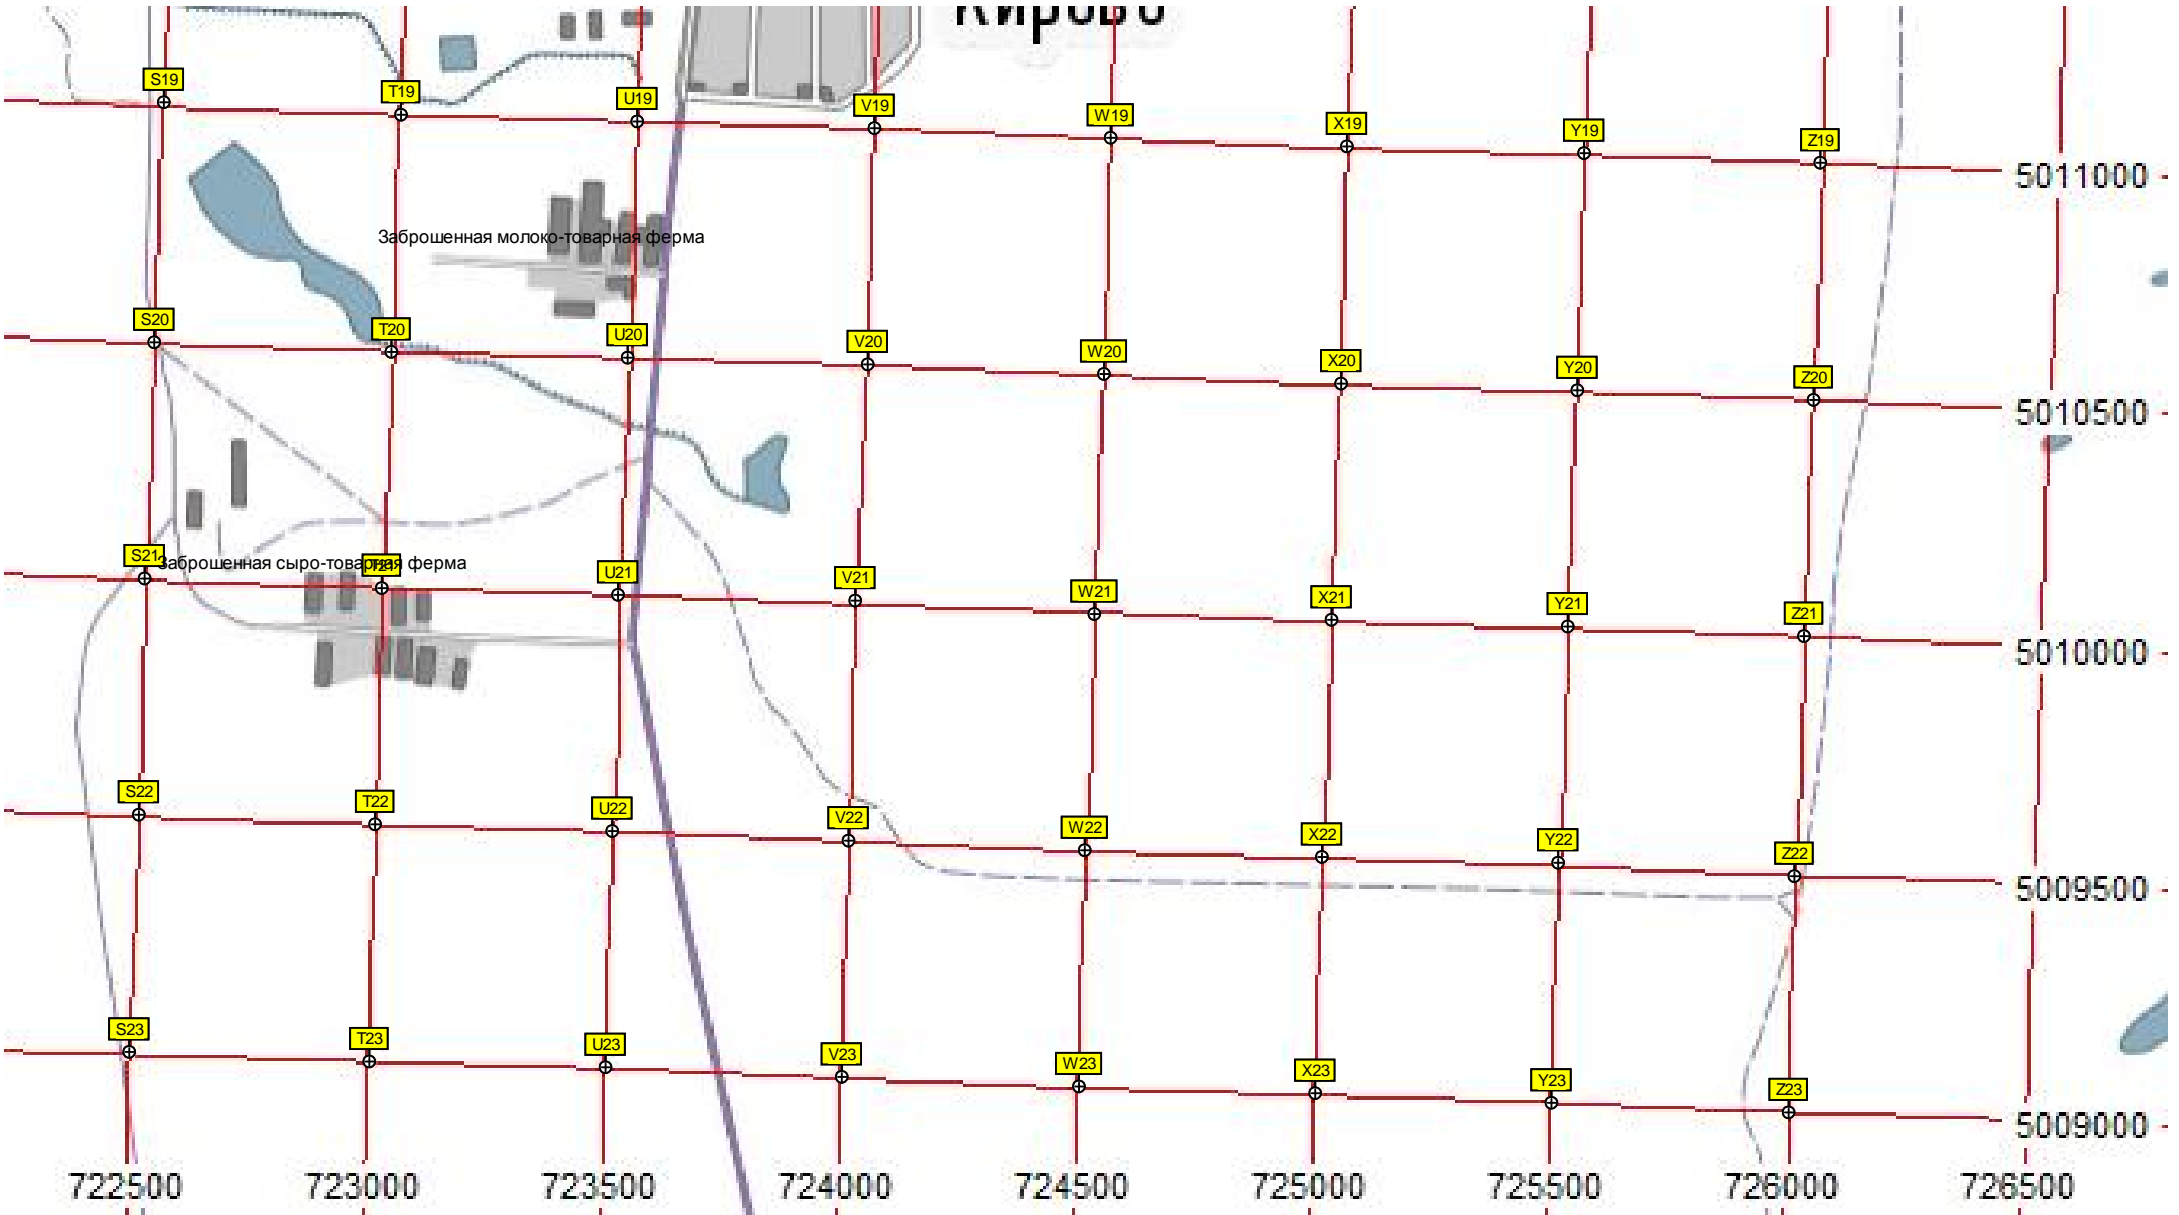 Кирово
S19 T19 U19 V19 W19 X19 Y19 Z19
5011000
Заброшенная молоко-товарная ферма
S20 T20 U20 V20 W20 X20 Y20 Z20
5010500
Заброшенная сыро-товарная ферма
S21 T21 U21 V21 W21 X21 Y21 Z21
5010000
S22 T22 U22 V22 W22 X22 Y22 Z22
5009500
S23 T23 U23 V23 W23 X23 Y23 Z23
5009000
722500 723000 723500 724000 724500 725000 725500 726000 726500